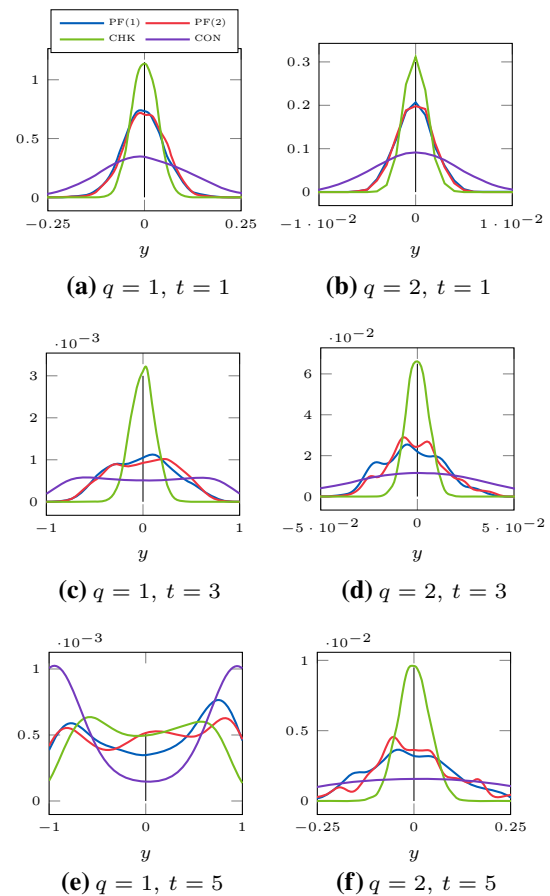 PF(1) PF(2)
CHK CON
1
0.5
0
−0.25 0 0.25
y
(a) q = 1, t = 1
0.3
0.2
0.1
0
−1 · 10⁻² 0 1 · 10⁻²
y
(b) q = 2, t = 1
·10⁻³
3
2
1
0
−1 0 1
y
(c) q = 1, t = 3
·10⁻²
6
4
2
0
−5 · 10⁻² 0 5 · 10⁻²
y
(d) q = 2, t = 3
·10⁻³
1
0.5
0
−1 0 1
y
(e) q = 1, t = 5
·10⁻²
1
0.5
0
−0.25 0 0.25
y
(f) q = 2, t = 5